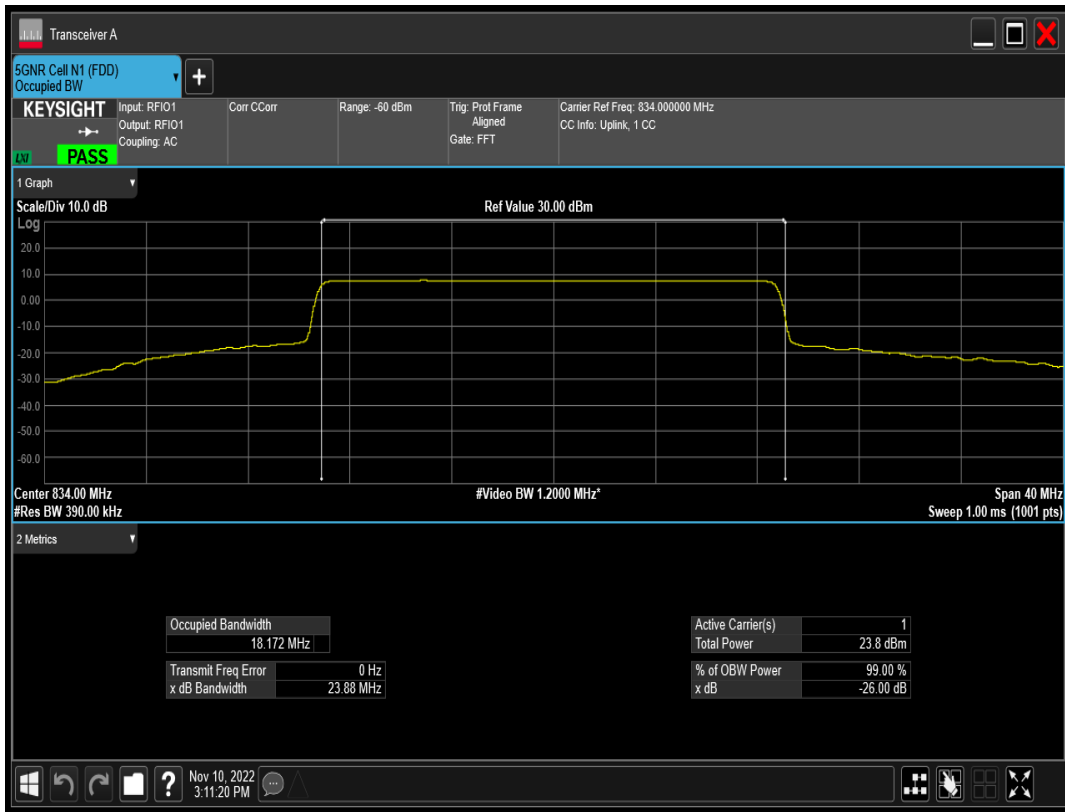 Transceiver A
5GNR Cell N1 (FDD)
Occupied BW
KEYSIGHT
LXI
PASS
Input: RFIO1
Output: RFIO1
Coupling: AC
Corr CCorr
Range: -60 dBm
Trig: Prot Frame
Aligned
Gate: FFT
Carrier Ref Freq: 834.000000 MHz
CC Info: Uplink, 1 CC
1 Graph
Scale/Div 10.0 dB
Ref Value 30.00 dBm
Log
20.0
10.0
0.00
-10.0
-20.0
-30.0
-40.0
-50.0
-60.0
Center 834.00 MHz
#Video BW 1.2000 MHz*
Span 40 MHz
#Res BW 390.00 kHz
Sweep 1.00 ms (1001 pts)
2 Metrics
Occupied Bandwidth
18.172 MHz
Transmit Freq Error 0 Hz
x dB Bandwidth 23.88 MHz
Active Carrier(s) 1
Total Power 23.8 dBm
% of OBW Power 99.00 %
x dB -26.00 dB
?
Nov 10, 2022
3:11:20 PM